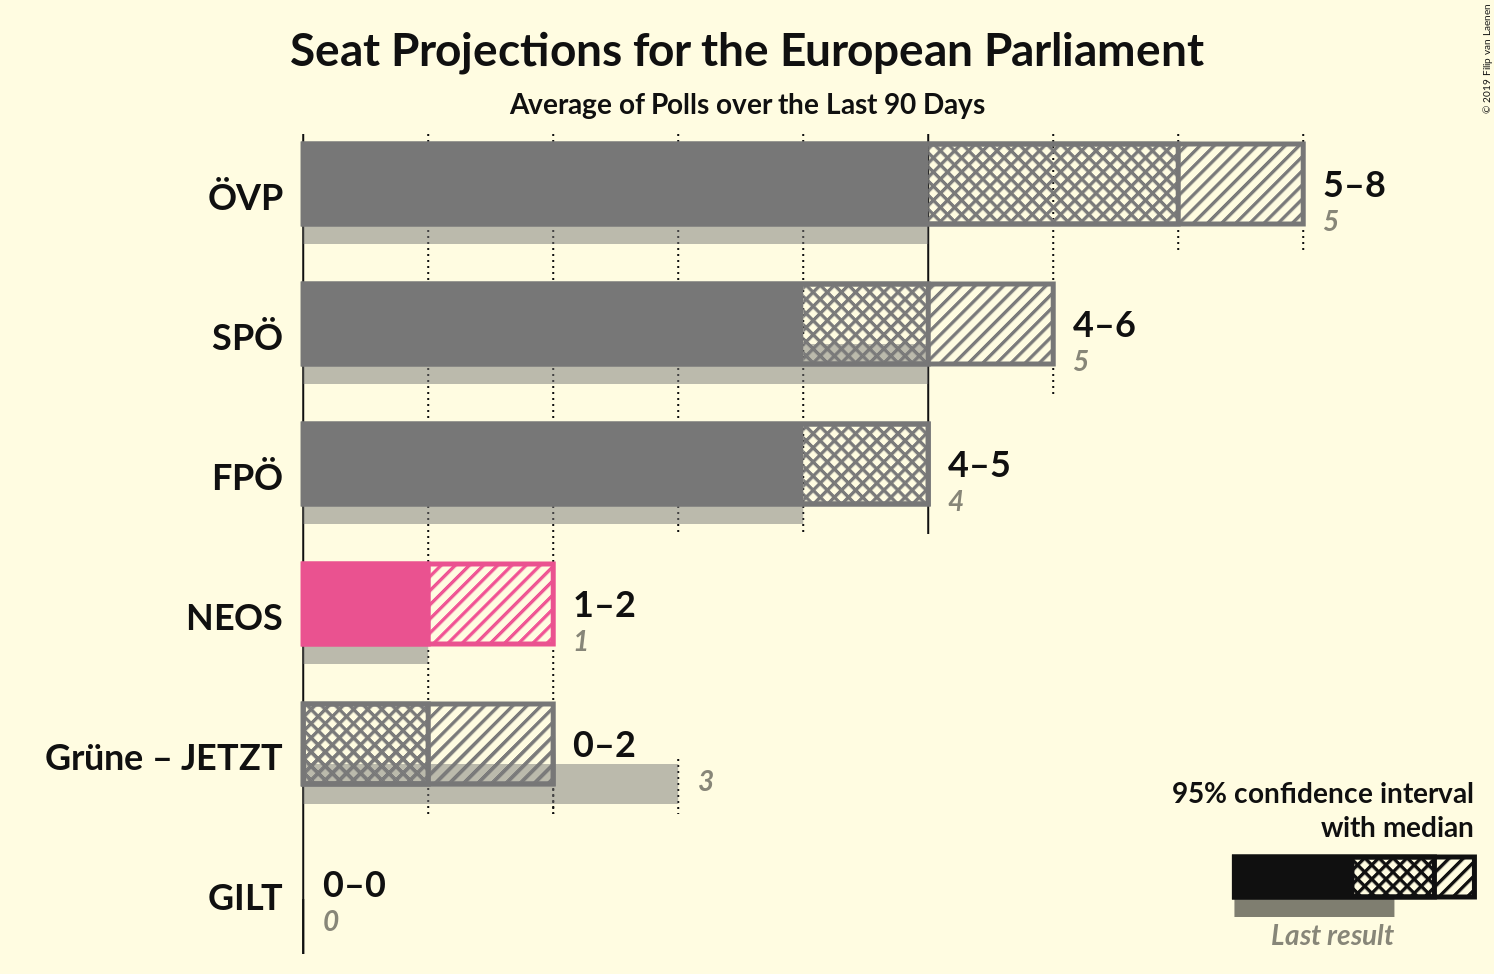 Seat Projections for the European Parliament
Average of Polls over the Last 90 Days
© 2019 Filip van Laenen
ÖVP
5–8
5
SPÖ
4–6
5
FPÖ
4–5
4
NEOS
1–2
1
Grüne – JETZT
0–2
3
GILT
0–0
0
95% confidence interval
with median
Last result